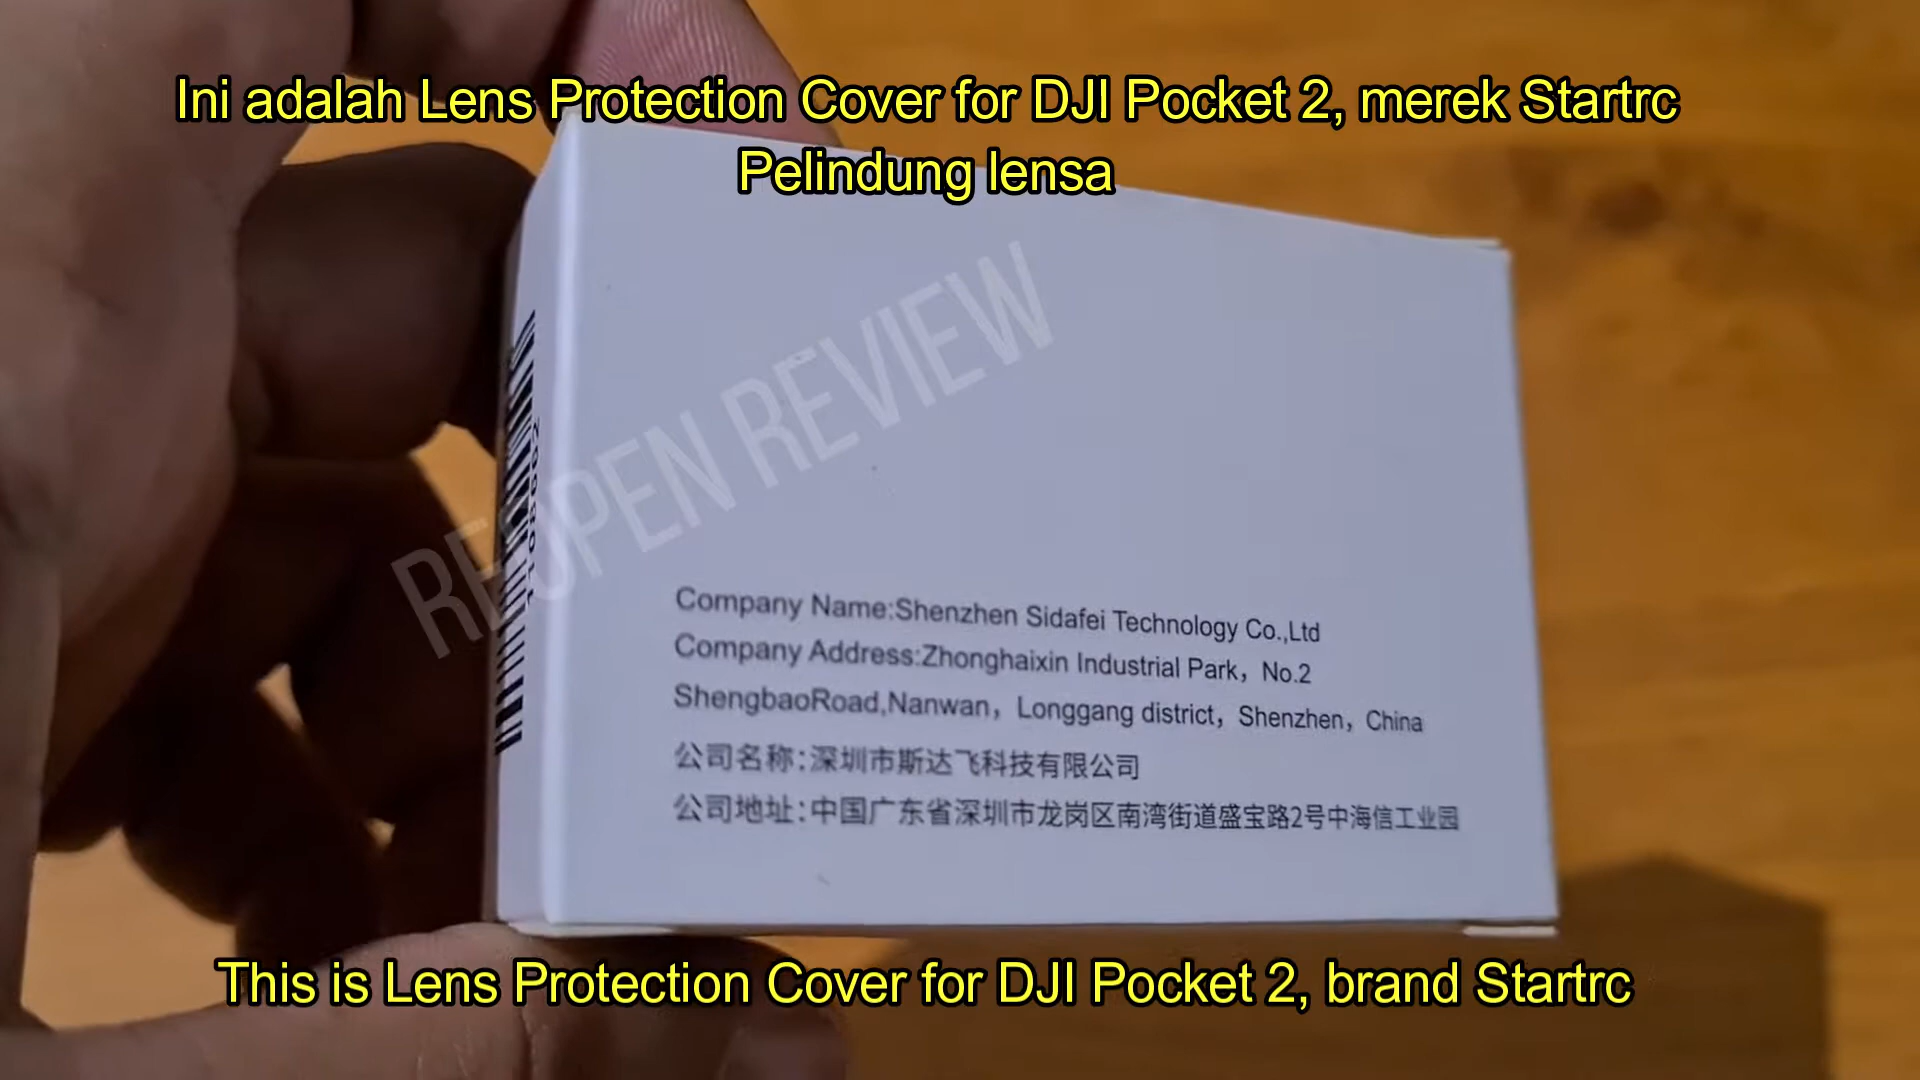 Ini adalah Lens Protection Cover for DJI Pocket 2, merek Startrc
Pelindung lensa
REOPEN REVIEW
Company Name:Shenzhen Sidafei Technology Co.,Ltd
Company Address:Zhonghaixin Industrial Park，No.2
ShengbaoRoad,Nanwan，Longgang district，Shenzhen，China
公司名称:深圳市斯达飞科技有限公司
公司地址:中国广东省深圳市龙岗区南湾街道盛宝路2号中海信工业园
This is Lens Protection Cover for DJI Pocket 2, brand Startrc